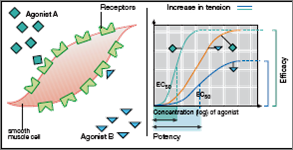 Agonist A
Receptors
smooth
muscle cell
Agonist B
Increase in tension
EC50
EC50
Efficacy
Concentration (log) of agonist
Potency